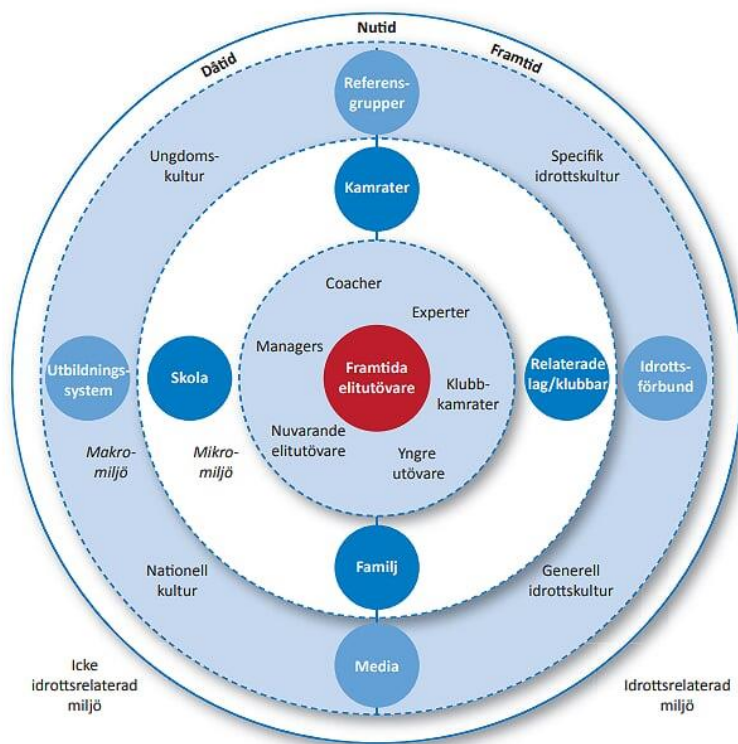 Dåtid
Nutid
Framtid
Referens-
grupper
Ungdoms-
kultur
Specifik
idrottskultur
Kamrater
Coacher
Experter
Managers
Framtida
elitutövare
Klubb-
kamrater
Nuvarande
elitutövare
Yngre
utövare
Utbildnings-
system
Skola
Relaterade
lag/klubbar
Idrotts-
förbund
Makro-
miljö
Mikro-
miljö
Familj
Nationell
kultur
Generell
idrottskultur
Media
Icke
idrottsrelaterad
miljö
Idrottsrelaterad
miljö